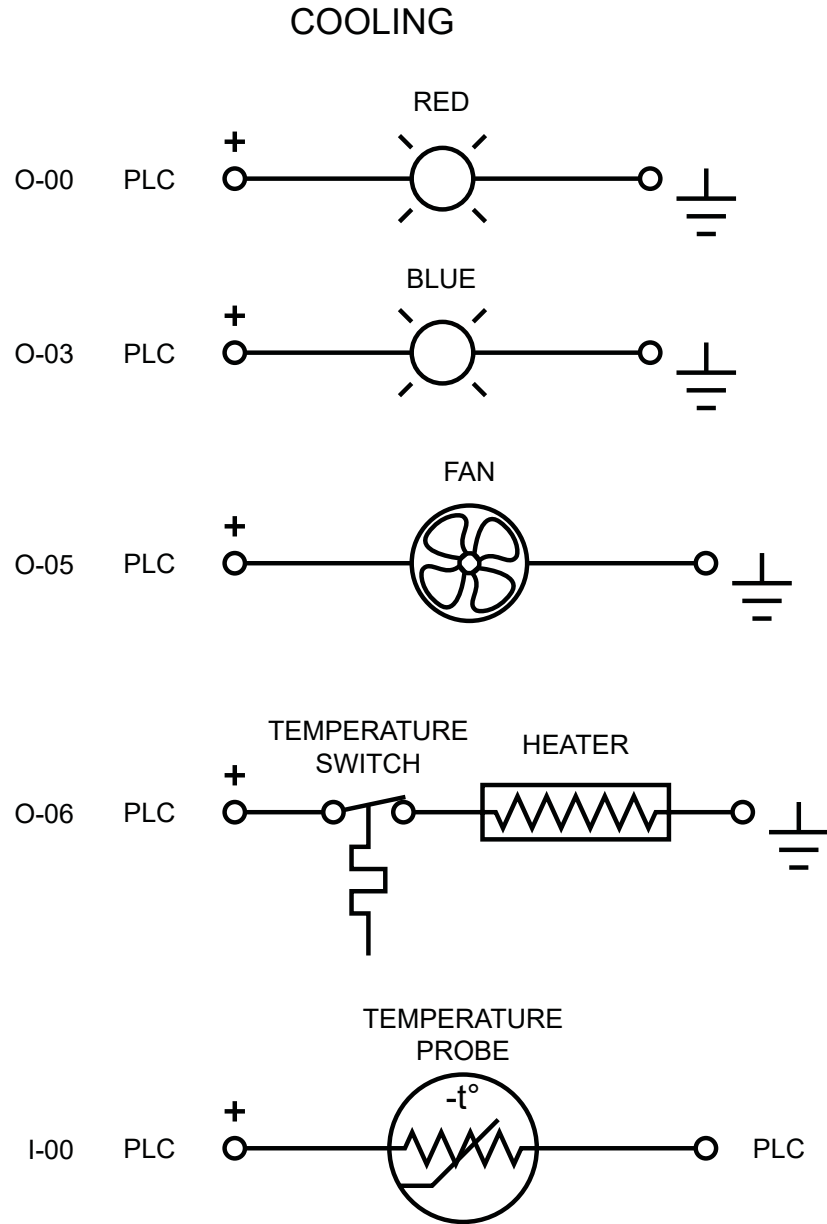 COOLING
RED
+
O-00 PLC
BLUE
+
O-03 PLC
FAN
+
O-05 PLC
TEMPERATURE
SWITCH
HEATER
+
O-06 PLC
TEMPERATURE
PROBE
-t°
+
I-00 PLC PLC